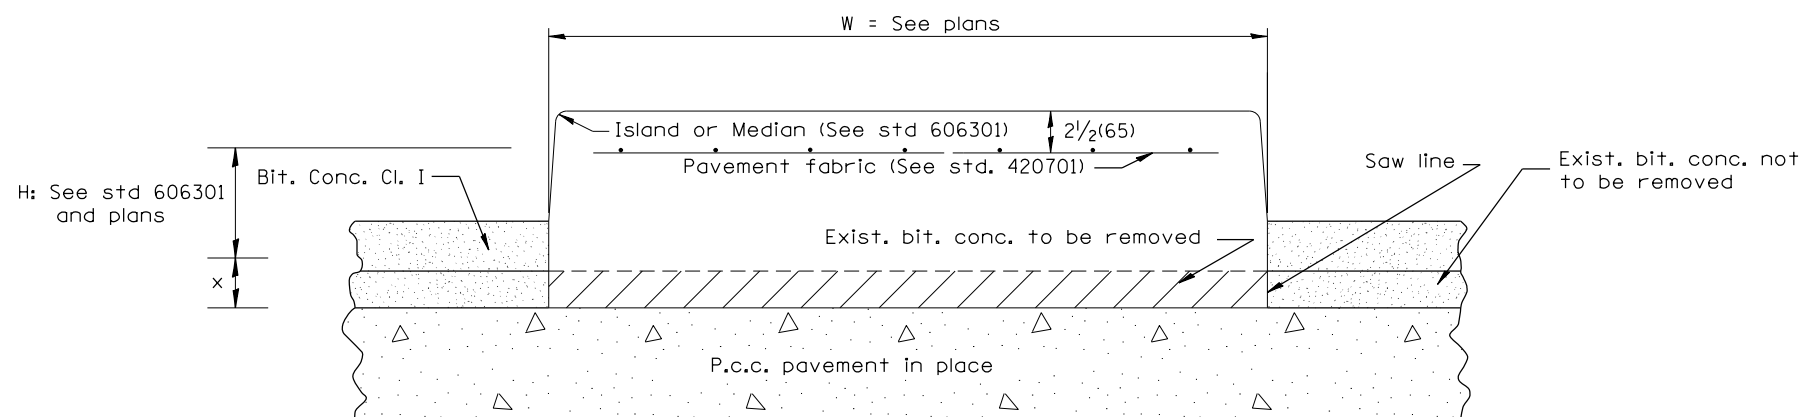 W = See plans
Island or Median (See std 606301)
2½(65)
Pavement fabric (See std. 420701)
Saw line
Exist. bit. conc. not
to be removed
Bit. Conc. Cl. I
H: See std 606301
and plans
Exist. bit. conc. to be removed
x
P.c.c. pavement in place